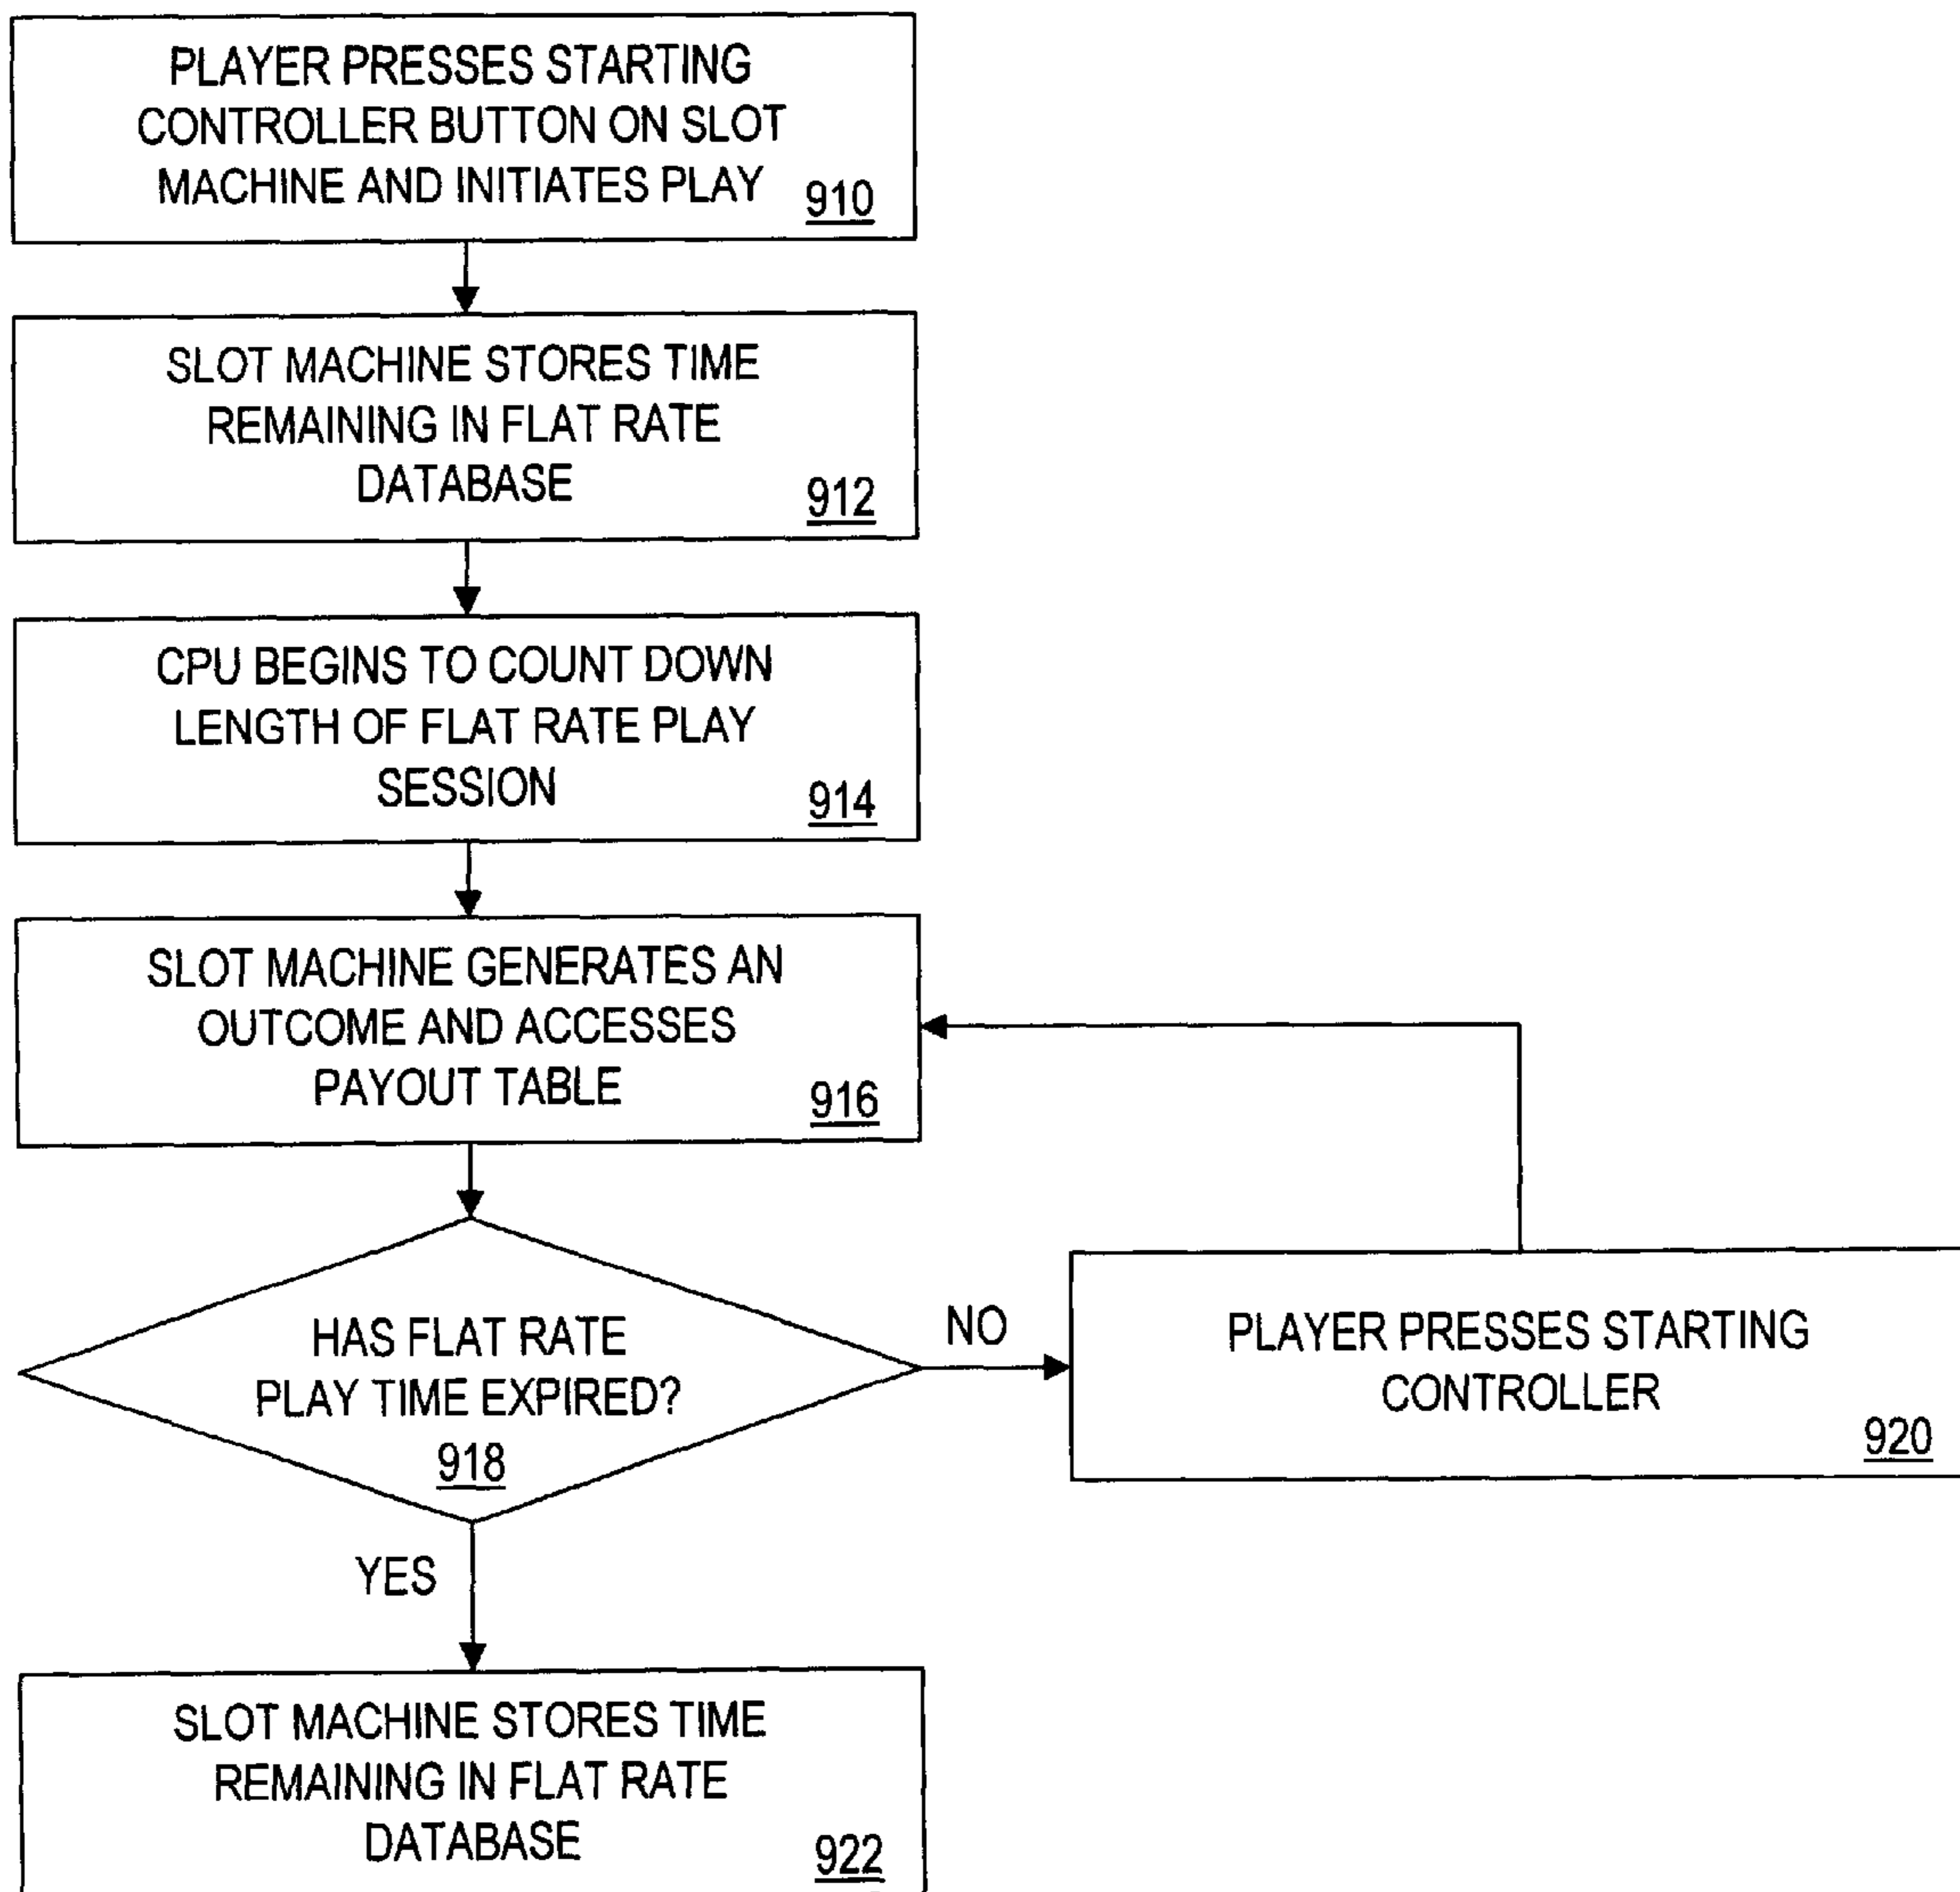 PLAYER PRESSES STARTING
CONTROLLER BUTTON ON SLOT
MACHINE AND INITIATES PLAY
910
SLOT MACHINE STORES TIME
REMAINING IN FLAT RATE
DATABASE
912
CPU BEGINS TO COUNT DOWN
LENGTH OF FLAT RATE PLAY
SESSION
914
SLOT MACHINE GENERATES AN
OUTCOME AND ACCESSES
PAYOUT TABLE
916
HAS FLAT RATE
PLAY TIME EXPIRED?
918
NO
PLAYER PRESSES STARTING
CONTROLLER
920
YES
SLOT MACHINE STORES TIME
REMAINING IN FLAT RATE
DATABASE
922